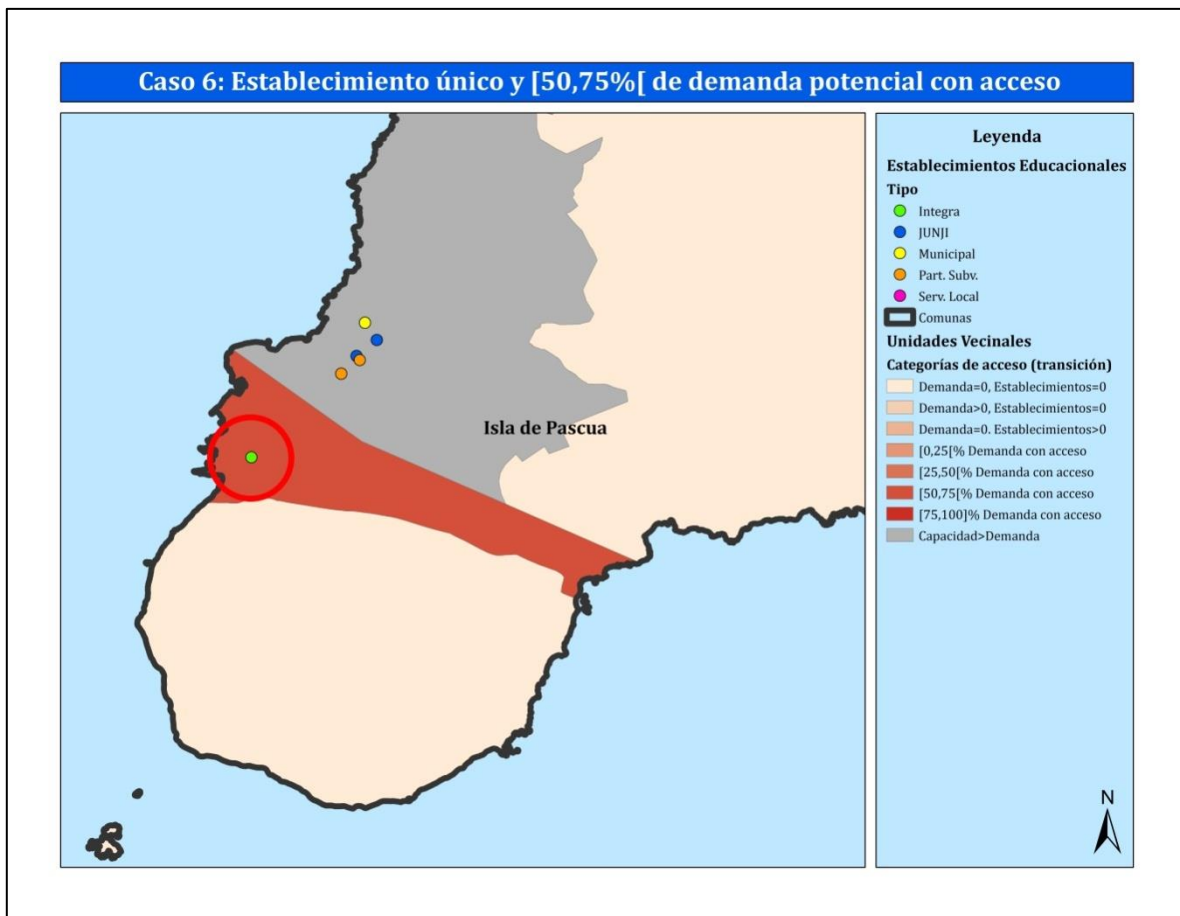 Caso 6: Establecimiento único y [50,75%[ de demanda potencial con acceso
Isla de Pascua
Leyenda
Establecimientos Educacionales
Tipo
Integra
JUNJI
Municipal
Part. Subv.
Serv. Local
Comunas
Unidades Vecinales
Categorías de acceso (transición)
Demanda=0, Establecimientos=0
Demanda>0, Establecimientos=0
Demanda=0. Establecimientos>0
[0,25[% Demanda con acceso
[25,50[% Demanda con acceso
[50,75[% Demanda con acceso
[75,100]% Demanda con acceso
Capacidad>Demanda
N